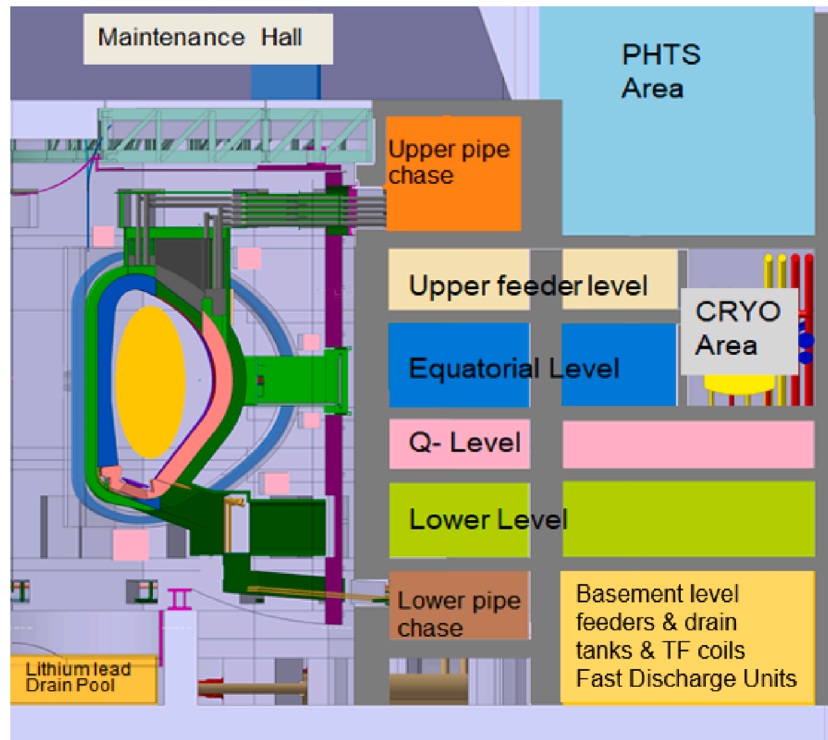 Maintenance Hall
PHTS
Area
Upper pipe
chase
Upper feeder level
CRYO
Area
Equatorial Level
Q- Level
Lower Level
Lower pipe
chase
Basement level
feeders & drain
tanks & TF coils
Fast Discharge Units
Lithium lead
Drain Pool